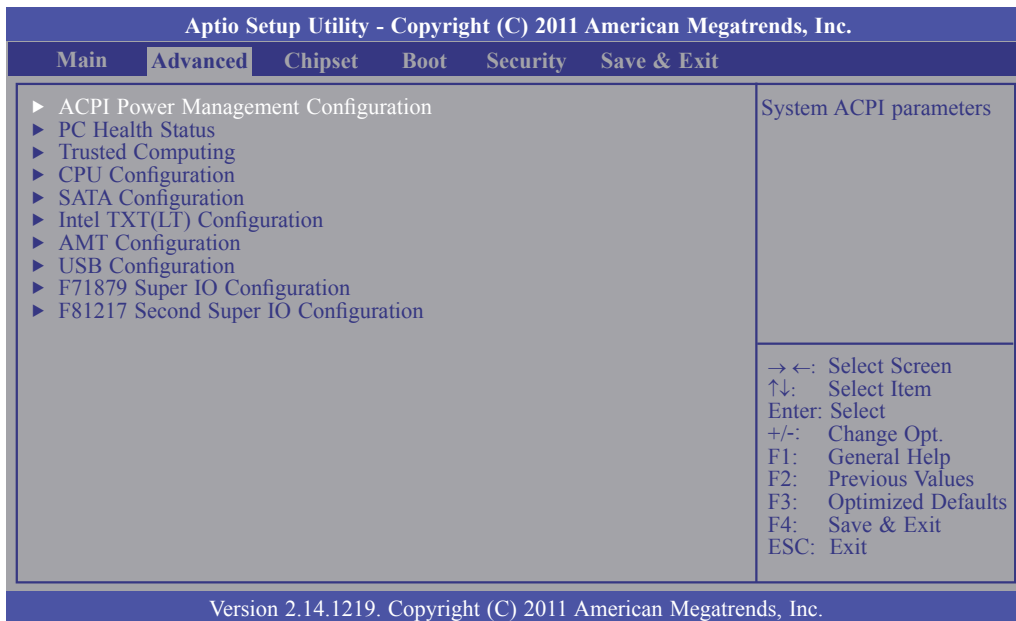 Aptio Setup Utility - Copyright (C) 2011 American Megatrends, Inc.
Main Advanced Chipset Boot Security Save & Exit
► ACPI Power Management Configuration
► PC Health Status
► Trusted Computing
► CPU Configuration
► SATA Configuration
► Intel TXT(LT) Configuration
► AMT Configuration
► USB Configuration
► F71879 Super IO Configuration
► F81217 Second Super IO Configuration
System ACPI parameters
→ ←: Select Screen
↑↓: Select Item
Enter: Select
+/-: Change Opt.
F1: General Help
F2: Previous Values
F3: Optimized Defaults
F4: Save & Exit
ESC: Exit
Version 2.14.1219. Copyright (C) 2011 American Megatrends, Inc.